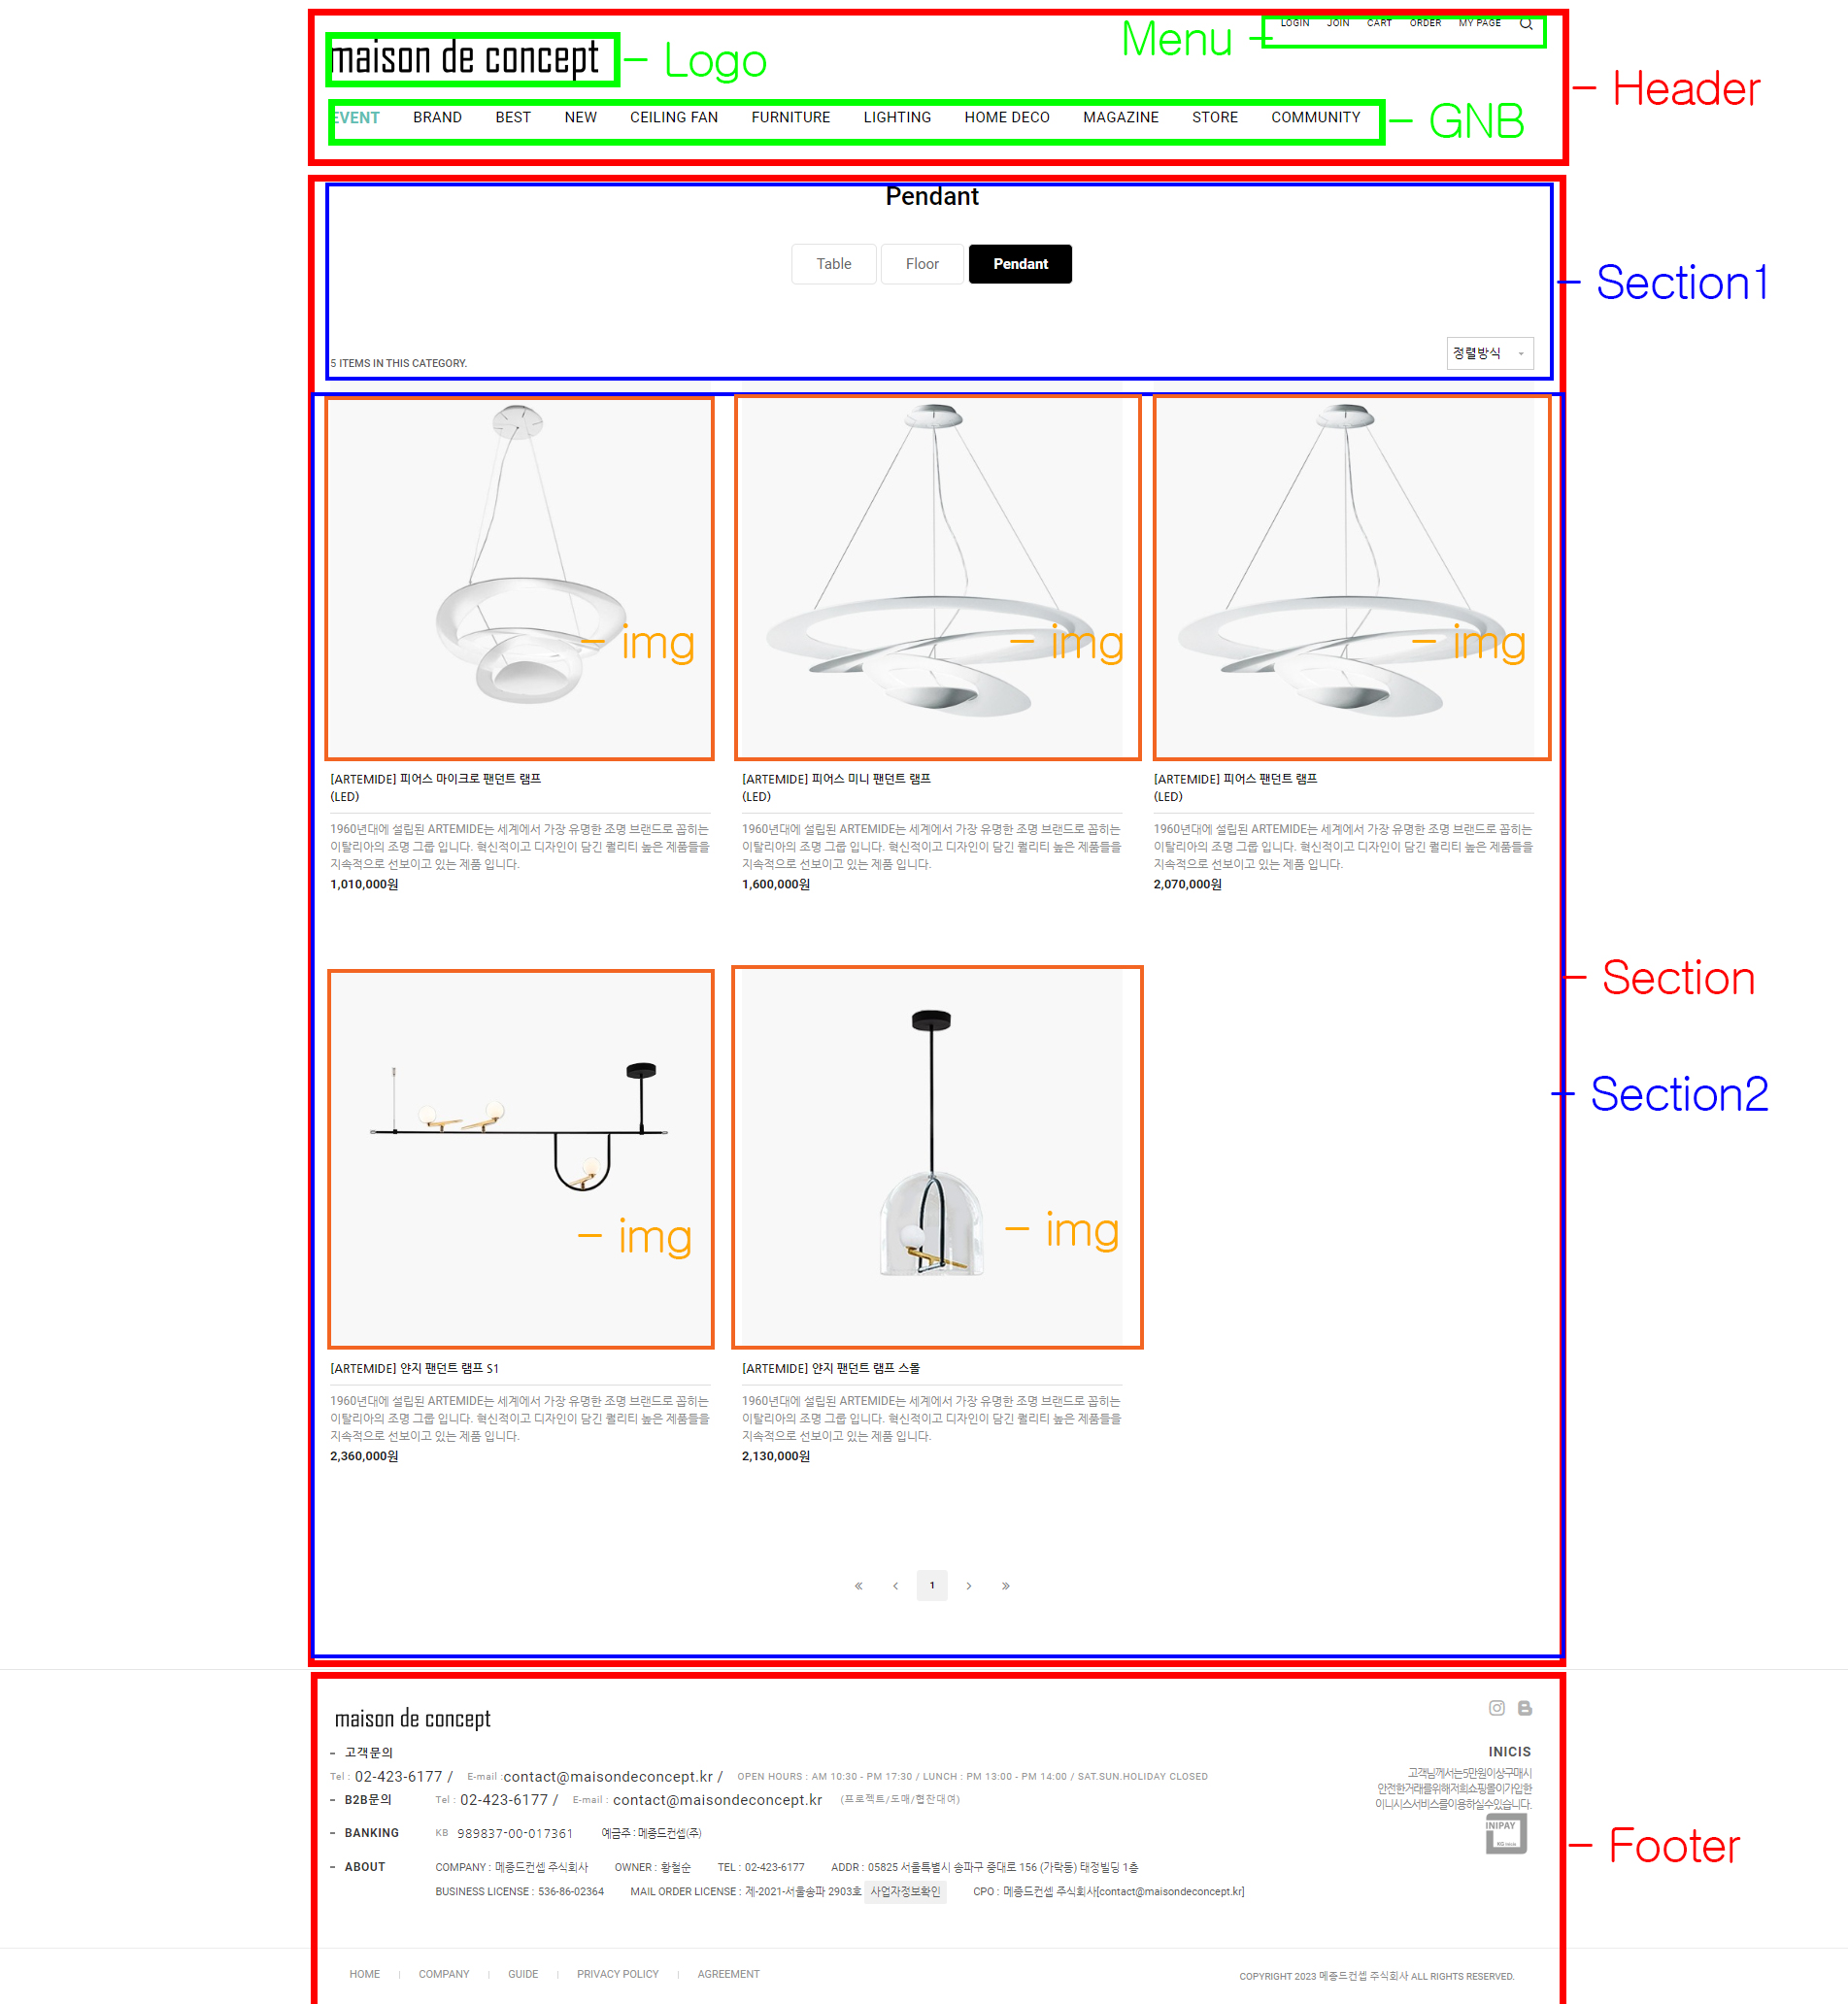 LOGIN JOIN CART ORDER MY PAGE
Menu
maison de concept
Logo
Header
EVENT BRAND BEST NEW CEILING FAN FURNITURE LIGHTING HOME DECO MAGAZINE STORE COMMUNITY
GNB
Pendant
Table Floor Pendant
Section1
5 ITEMS IN THIS CATEGORY.
정렬방식
img
img
img
[ARTEMIDE] 피어스 마이크로 팬던트 램프
(LED)
1960년대에 설립된 ARTEMIDE는 세계에서 가장 유명한 조명 브랜드로 꼽히는
이탈리아의 조명 그룹 입니다. 혁신적이고 디자인이 담긴 퀄리티 높은 제품들을
지속적으로 선보이고 있는 제품 입니다.
1,010,000원
[ARTEMIDE] 피어스 미니 팬던트 램프
(LED)
1960년대에 설립된 ARTEMIDE는 세계에서 가장 유명한 조명 브랜드로 꼽히는
이탈리아의 조명 그룹 입니다. 혁신적이고 디자인이 담긴 퀄리티 높은 제품들을
지속적으로 선보이고 있는 제품 입니다.
1,600,000원
[ARTEMIDE] 피어스 팬던트 램프
(LED)
1960년대에 설립된 ARTEMIDE는 세계에서 가장 유명한 조명 브랜드로 꼽히는
이탈리아의 조명 그룹 입니다. 혁신적이고 디자인이 담긴 퀄리티 높은 제품들을
지속적으로 선보이고 있는 제품 입니다.
2,070,000원
Section
Section2
img
img
[ARTEMIDE] 얀지 팬던트 램프 S1
1960년대에 설립된 ARTEMIDE는 세계에서 가장 유명한 조명 브랜드로 꼽히는
이탈리아의 조명 그룹 입니다. 혁신적이고 디자인이 담긴 퀄리티 높은 제품들을
지속적으로 선보이고 있는 제품 입니다.
2,360,000원
[ARTEMIDE] 얀지 팬던트 램프 스몰
1960년대에 설립된 ARTEMIDE는 세계에서 가장 유명한 조명 브랜드로 꼽히는
이탈리아의 조명 그룹 입니다. 혁신적이고 디자인이 담긴 퀄리티 높은 제품들을
지속적으로 선보이고 있는 제품 입니다.
2,130,000원
« ‹ 1 › »
maison de concept
- 고객문의
Tel : 02-423-6177 / E-mail :contact@maisondeconcept.kr / OPEN HOURS : AM 10:30 - PM 17:30 / LUNCH : PM 13:00 - PM 14:00 / SAT.SUN.HOLIDAY CLOSED
- B2B문의 Tel : 02-423-6177 / E-mail : contact@maisondeconcept.kr (프로젝트/도매/협찬대여)
- BANKING KB 989837-00-017361 예금주 : 메종드컨셉(주)
- ABOUT COMPANY : 메종드컨셉 주식회사 OWNER : 황철순 TEL : 02-423-6177 ADDR : 05825 서울특별시 송파구 중대로 156 (가락동) 태정빌딩 1층
BUSINESS LICENSE : 536-86-02364 MAIL ORDER LICENSE : 제-2021-서울송파 2903호 사업자정보확인 CPO : 메종드컨셉 주식회사[contact@maisondeconcept.kr]
INICIS
고객님께서는5만원이상구매시
안전한거래를위해저희쇼핑몰이가입한
이니시스서비스를이용하실수있습니다.
INIPAY
KG Inicis
Footer
HOME | COMPANY | GUIDE | PRIVACY POLICY | AGREEMENT
COPYRIGHT 2023 메종드컨셉 주식회사 ALL RIGHTS RESERVED.